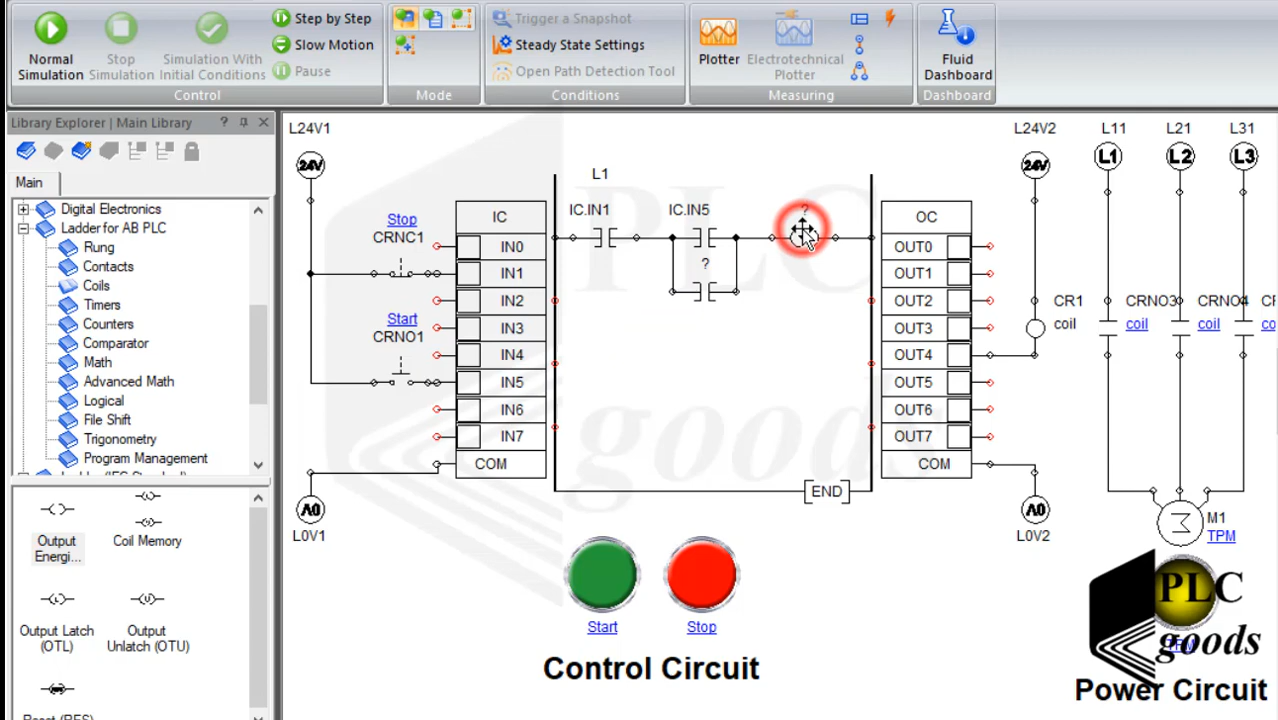 Normal Simulation
Stop Simulation
Simulation With Initial Conditions
Step by Step
Slow Motion
Pause
Control
Mode
Trigger a Snapshot
Steady State Settings
Open Path Detection Tool
Conditions
Plotter
Electrotechnical Plotter
Measuring
Fluid Dashboard
Dashboard
Library Explorer | Main Library
?
Main
Digital Electronics
Ladder for AB PLC
Rung
Contacts
Coils
Timers
Counters
Comparator
Math
Advanced Math
Logical
File Shift
Trigonometry
Program Management
Output Energi...
Coil Memory
Output Latch (OTL)
Output Unlatch (OTU)
L24V1
24V
Stop
CRNC1
Start
CRNO1
A0
L0V1
IC
IN0
IN1
IN2
IN3
IN4
IN5
IN6
IN7
COM
L1
IC.IN1
IC.IN5
?
?
END
OC
OUT0
OUT1
OUT2
OUT3
OUT4
OUT5
OUT6
OUT7
COM
L24V2
24V
CR1
coil
A0
L0V2
L11
L21
L31
L1
L2
L3
CRNO3
coil
CRNO4
coil
M1
TPM
Start
Stop
Control Circuit
PLC
goods
PLC
goods
Power Circuit